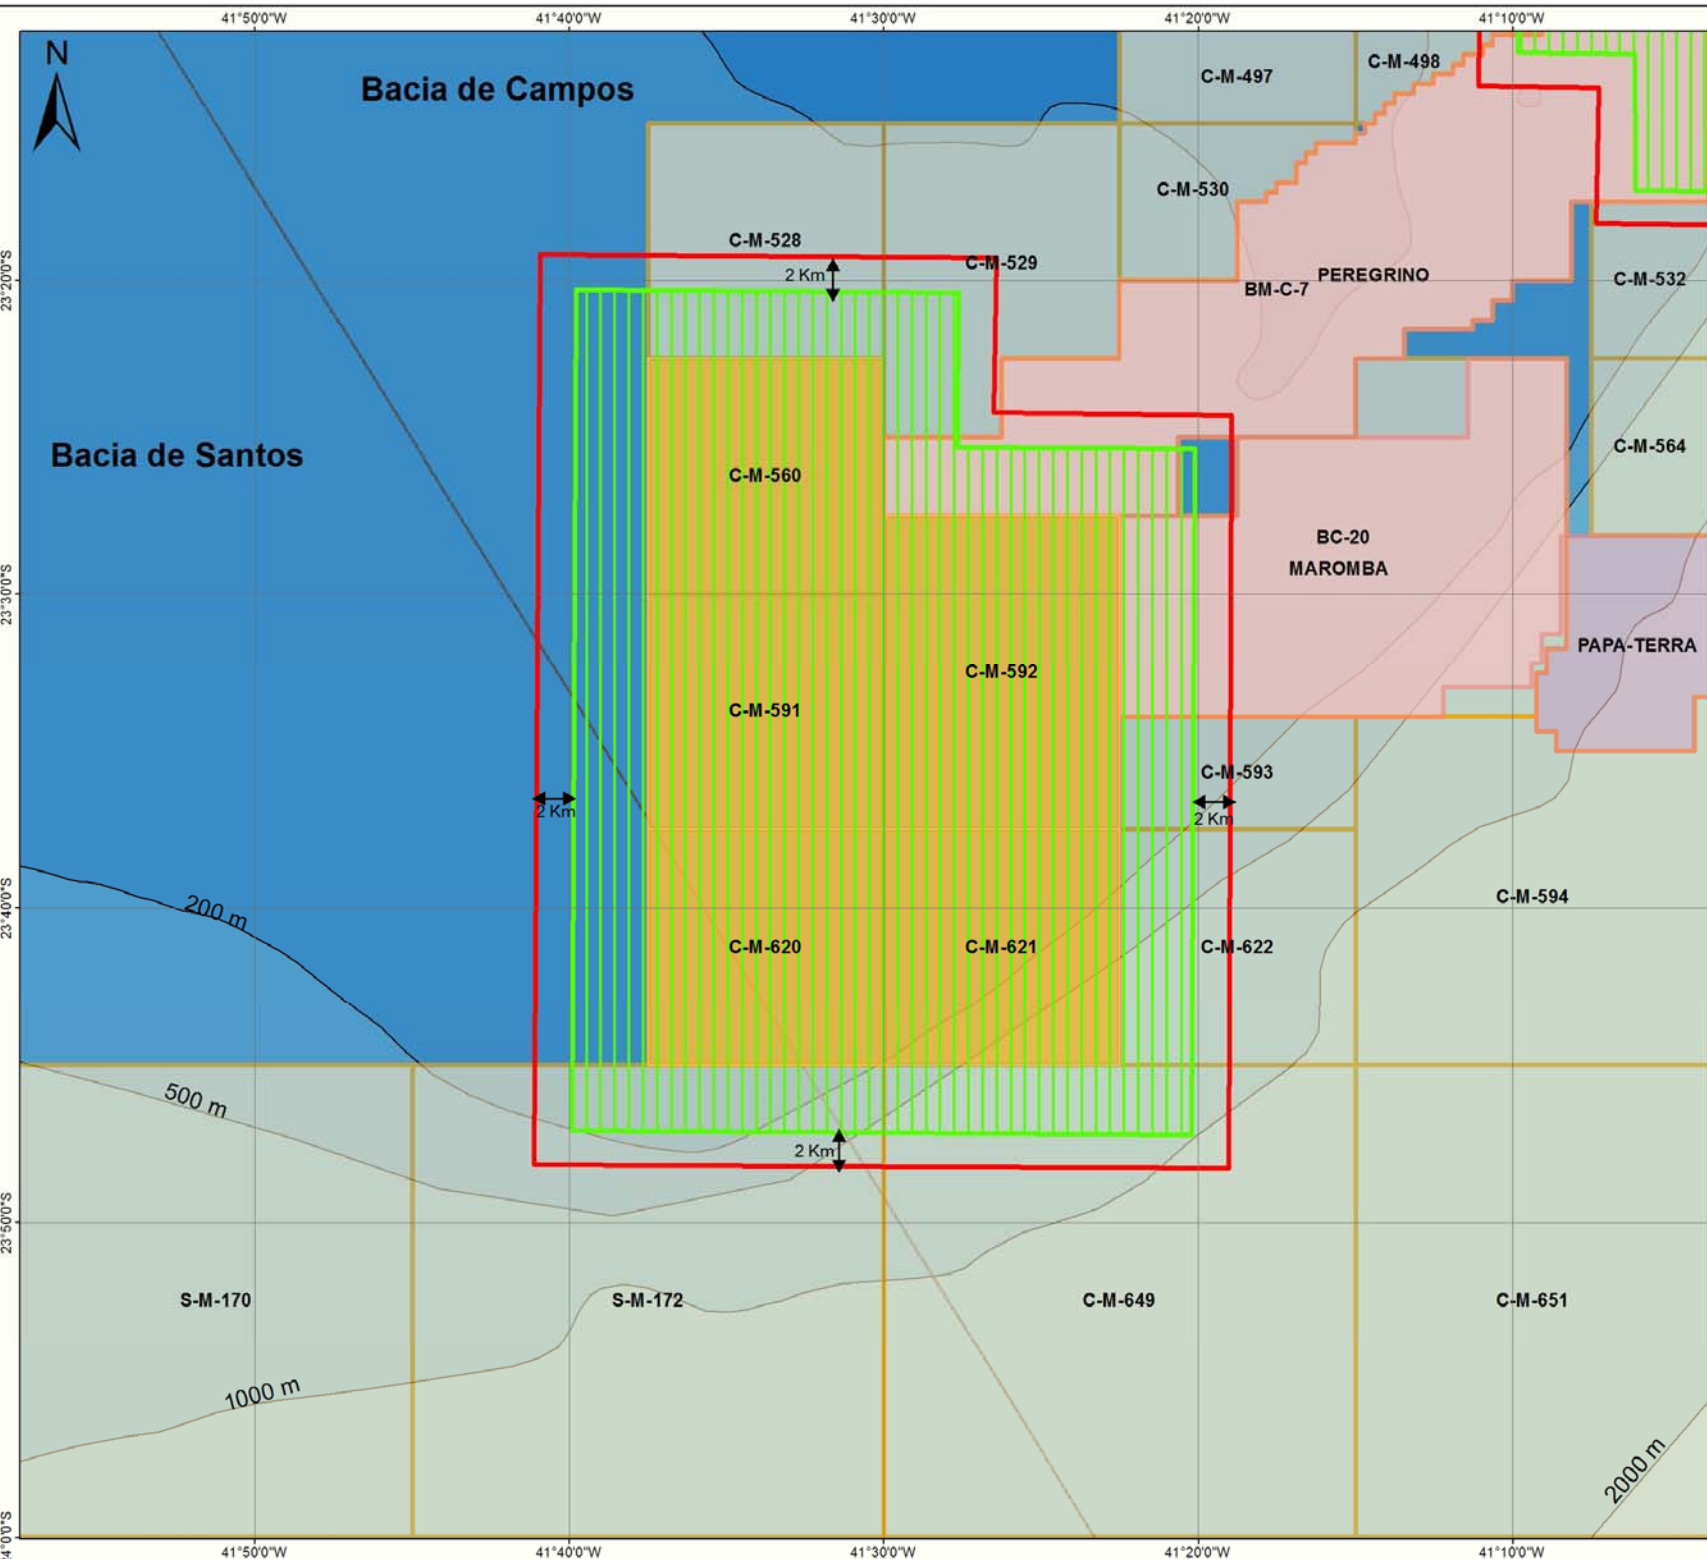 41°50'0"W
41°40'0"W
41°30'0"W
41°20'0"W
41°10'0"W
N
Bacia de Campos
C-M-497
C-M-498
C-M-530
C-M-528
C-M-529
2 Km
PEREGRINO
BM-C-7
C-M-532
23°20'0"S
Bacia de Santos
C-M-560
C-M-564
BC-20
MAROMBA
23°30'0"S
PAPA-TERRA
C-M-592
C-M-591
C-M-593
2 Km
2 Km
C-M-594
23°40'0"S
200 m
C-M-620
C-M-621
C-M-622
500 m
2 Km
23°50'0"S
S-M-170
S-M-172
C-M-649
C-M-651
1000 m
2000 m
4°0'0"S
41°50'0"W
41°40'0"W
41°30'0"W
41°20'0"W
41°10'0"W